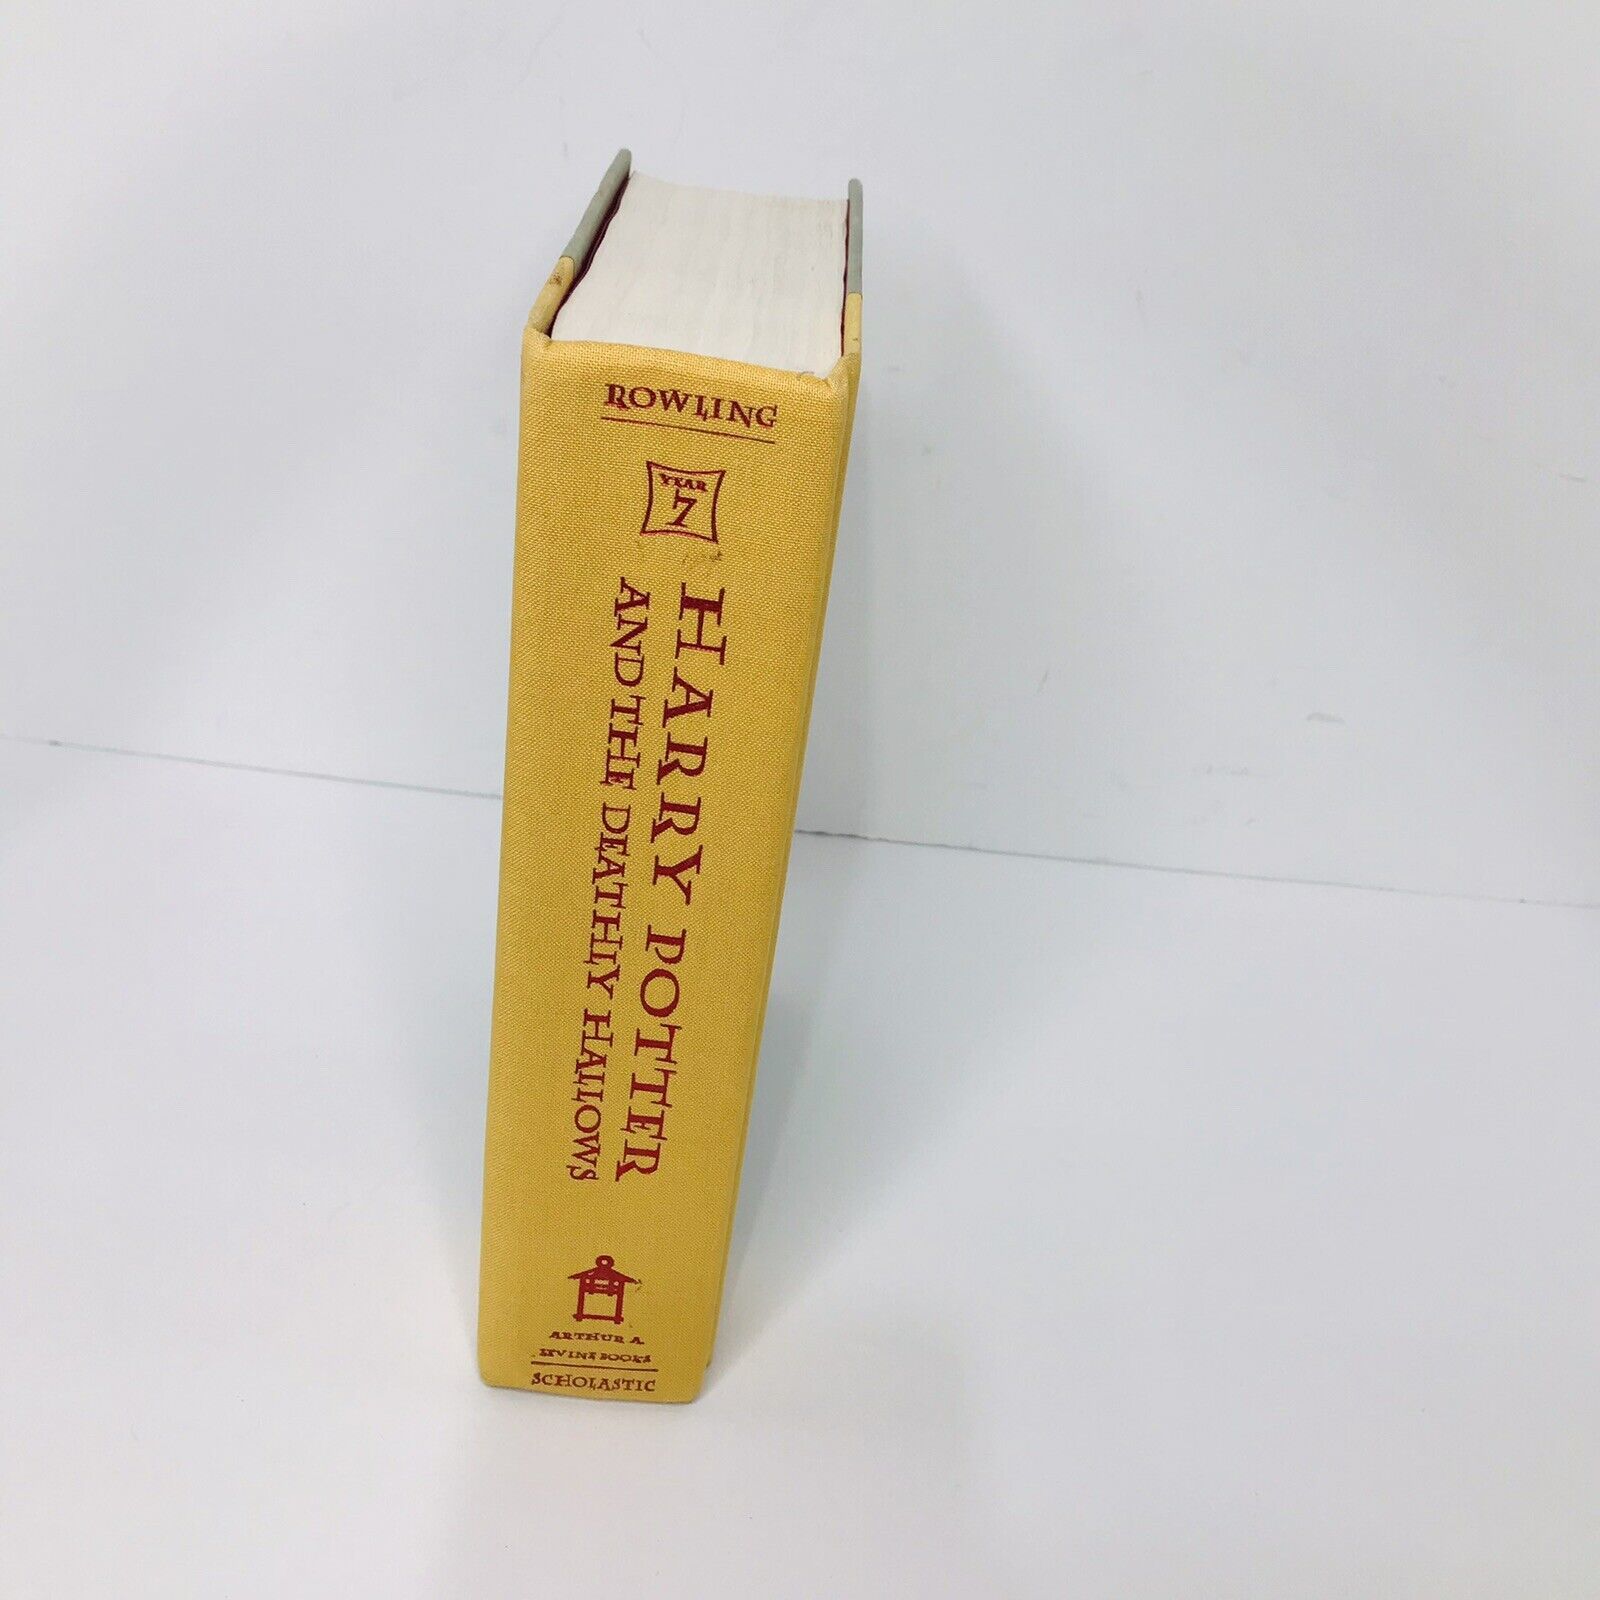 ROWLING
YEAR
7
HARRY POTTER
AND THE DEATHLY HALLOWS
ARTHUR A.
LEVINE BOOKS
SCHOLASTIC